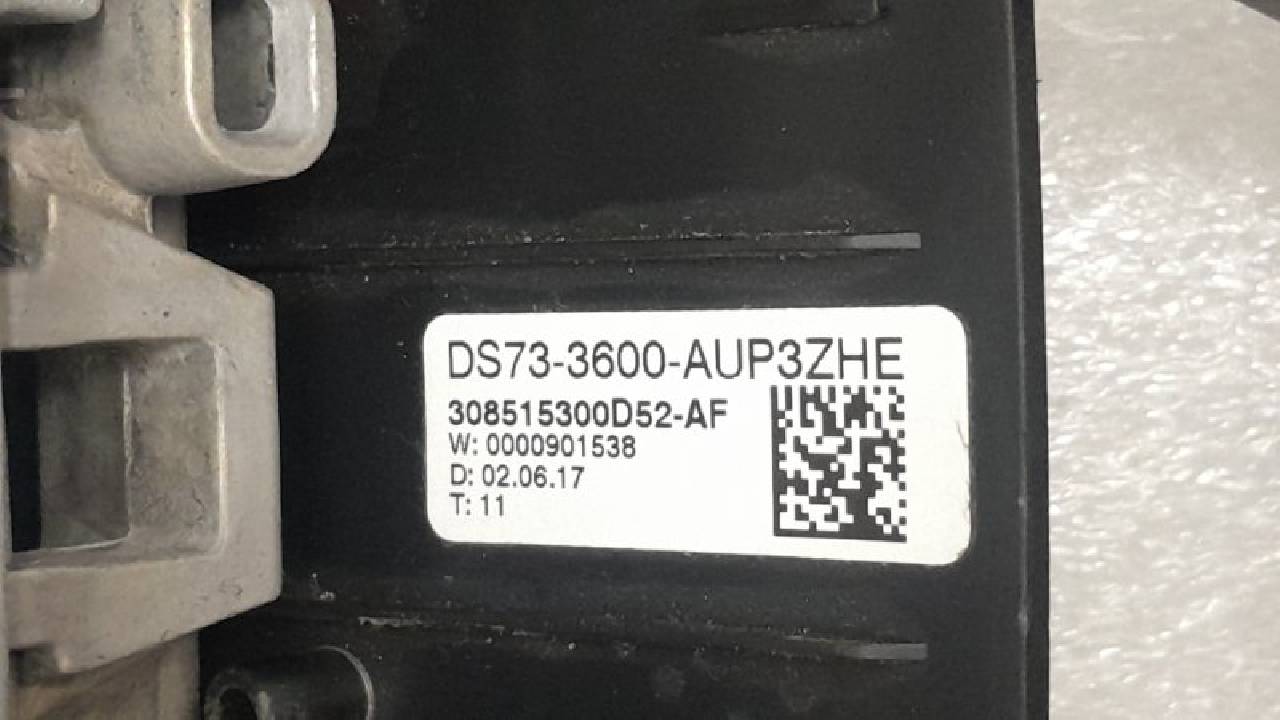 DS73-3600-AUP3ZHE
308515300D52-AF
W: 0000901538
D: 02.06.17
T: 11